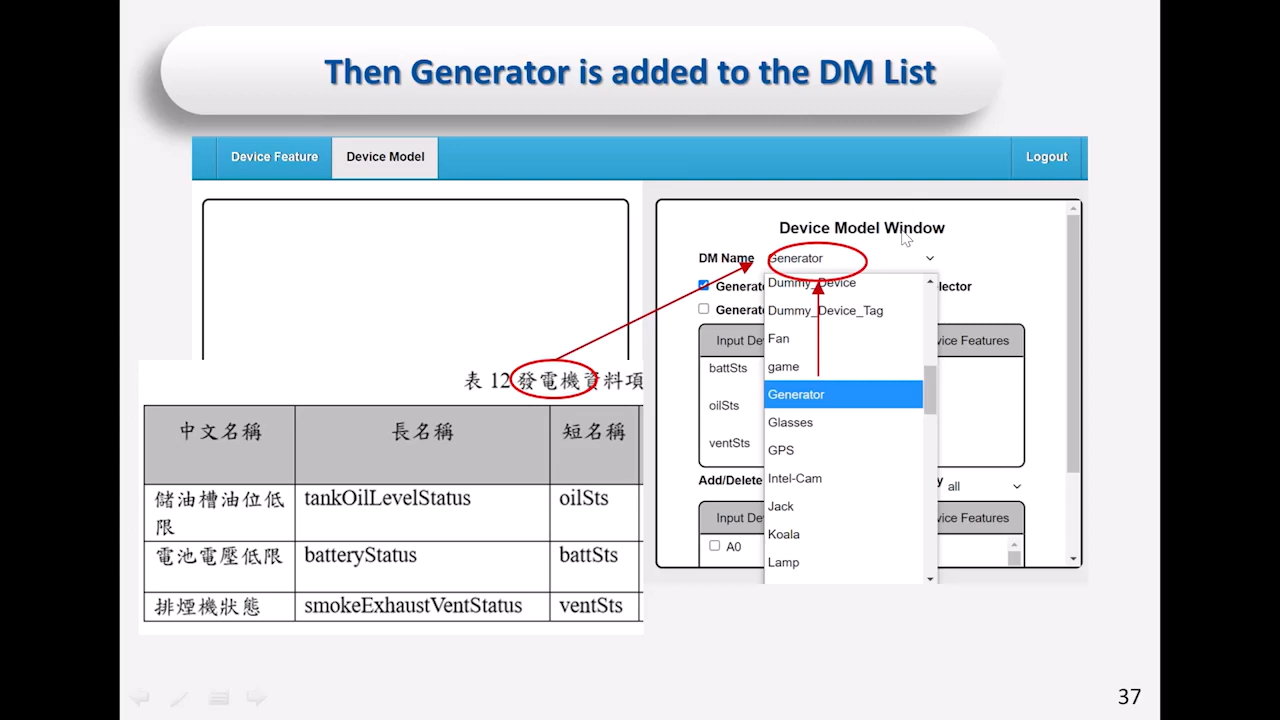 Then Generator is added to the DM List
Device Feature
Device Model
Logout
Device Model Window
DM Name
Generator
Generat
lector
Generat
Dummy_Device
Dummy_Device_Tag
Fan
game
Generator
Glasses
GPS
Intel-Cam
Jack
Koala
Lamp
Input De
vice Features
battSts
oilSts
ventSts
Add/Delete
y all
Input De
vice Features
A0
表 12 發電機資料項
中文名稱 長名稱 短名稱
儲油槽油位低限 tankOilLevelStatus oilSts
電池電壓低限 batteryStatus battSts
排煙機狀態 smokeExhaustVentStatus ventSts
37